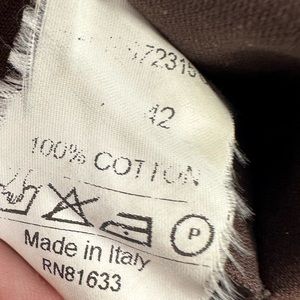 42
100% COTTON
P
Made in Italy
RN81633